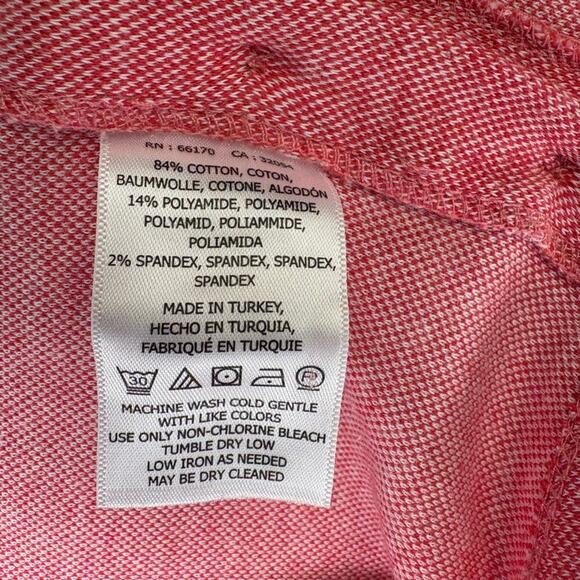 RN : 66170 CA : 32054
84% COTTON, COTON,
BAUMWOLLE, COTONE, ALGODÓN
14% POLYAMIDE, POLYAMIDE,
POLYAMID, POLIAMMIDE,
POLIAMIDA
2% SPANDEX, SPANDEX, SPANDEX,
SPANDEX
MADE IN TURKEY,
HECHO EN TURQUIA,
FABRIQUÉ EN TURQUIE
30 P
MACHINE WASH COLD GENTLE
WITH LIKE COLORS
USE ONLY NON-CHLORINE BLEACH
TUMBLE DRY LOW
LOW IRON AS NEEDED
MAY BE DRY CLEANED